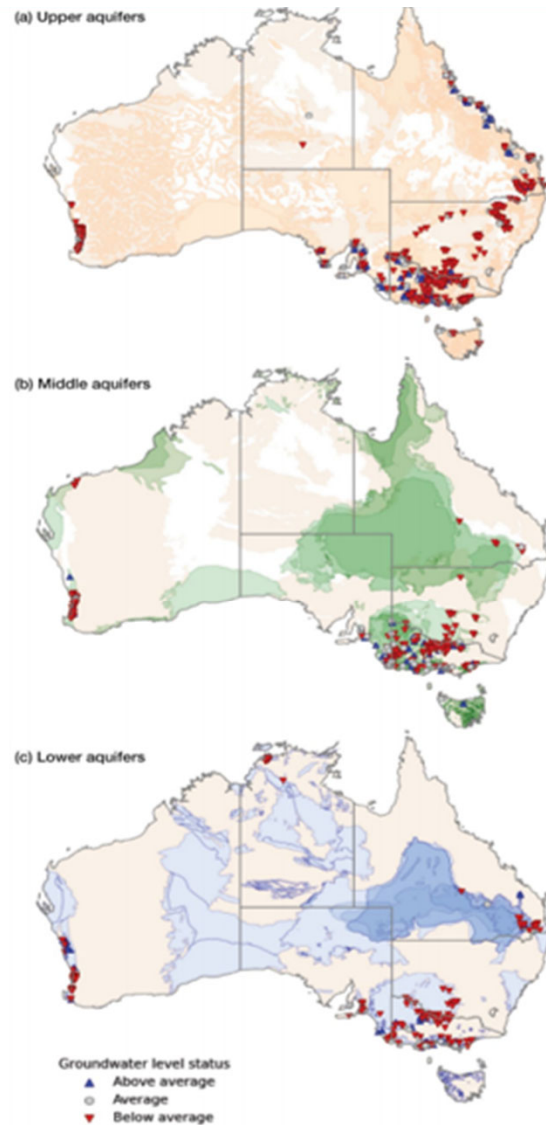 (a) Upper aquifers
(b) Middle aquifers
(c) Lower aquifers
Groundwater level status
Above average
Average
Below average